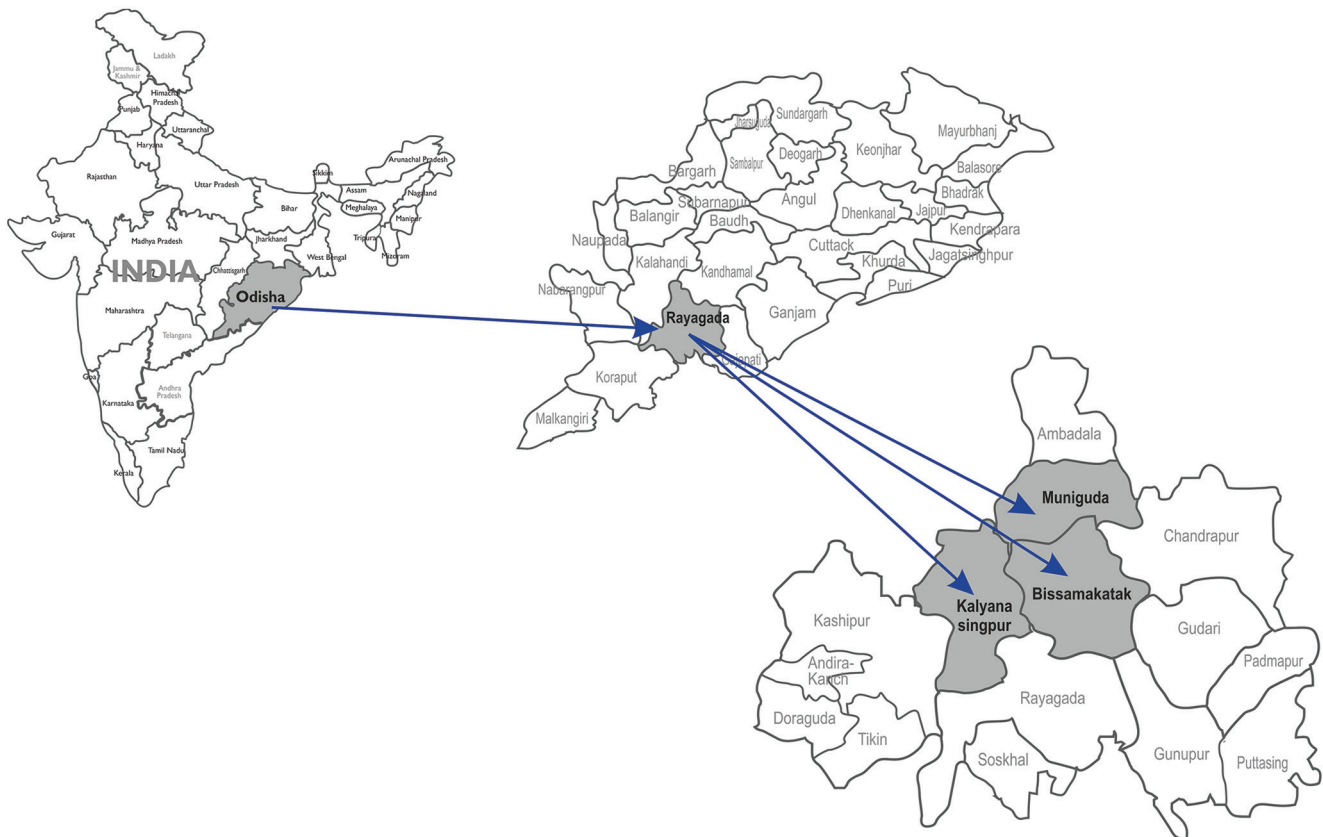 Ladakh
Jammu &
Kashmir
Himachal
Pradesh
Punjab
Uttaranchal
Haryana
Rajasthan
Uttar Pradesh
Sikkim
Arunachal Pradesh
Assam
Nagaland
Meghalaya
Manipur
Bihar
Tripura
Mizoram
Gujarat
Madhya Pradesh
Jharkhand
West Bengal
INDIA
Chhattisgarh
Odisha
Maharashtra
Telangana
Goa
Andhra
Pradesh
Karnataka
Tamil Nadu
Kerala
Sundargarh
Jharsuguda
Mayurbhanj
Keonjhar
Deogarh
Sambalpur
Bargarh
Balasore
Bhadrak
Subarnapur
Angul
Balangir
Baudh
Dhenkanal
Jajpur
Kendrapara
Naupada
Cuttack
Jagatsinghpur
Kalahandi
Khurda
Kandhamal
Puri
Nabarangpur
Rayagada
Ganjam
Gajapati
Koraput
Malkangiri
Ambadala
Muniguda
Chandrapur
Bissamakatak
Kalyana
singpur
Kashipur
Gudari
Andira-
Kanch
Padmapur
Rayagada
Doraguda
Tikin
Soskhal
Gunupur
Puttasing